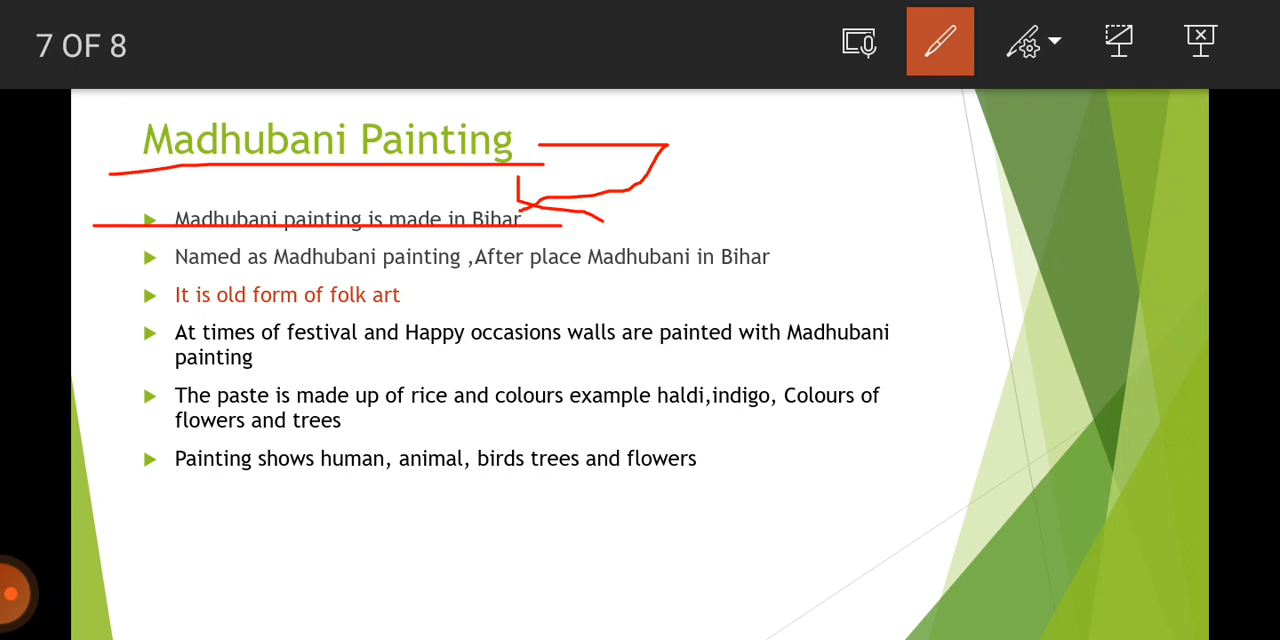 7 OF 8
Madhubani Painting
Madhubani painting is made in Bihar
Named as Madhubani painting ,After place Madhubani in Bihar
It is old form of folk art
At times of festival and Happy occasions walls are painted with Madhubani
painting
The paste is made up of rice and colours example haldi,indigo, Colours of
flowers and trees
Painting shows human, animal, birds trees and flowers